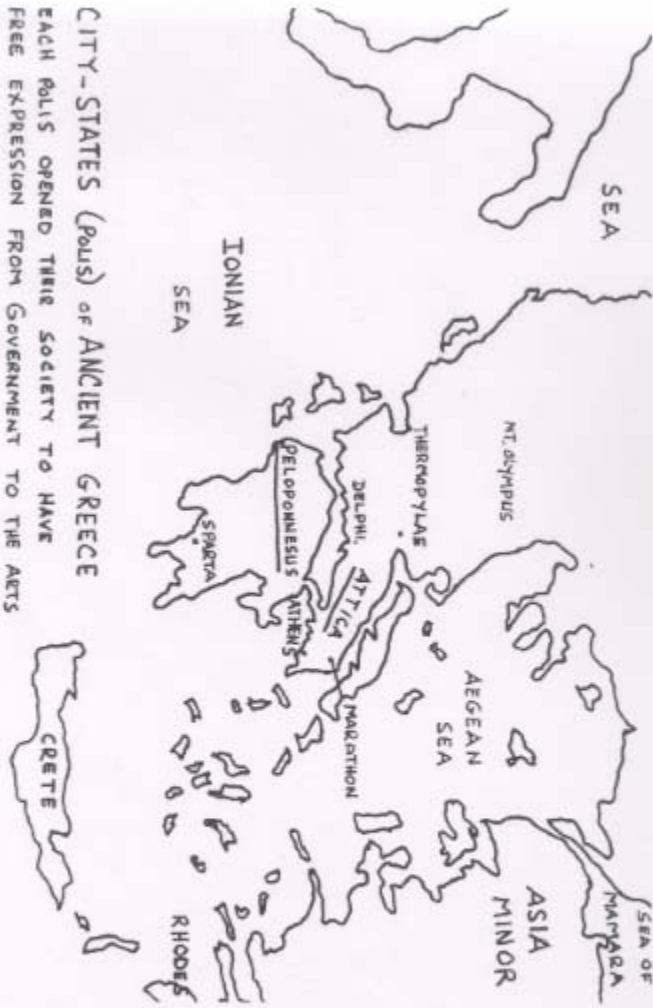 SEA
SEA OF
MAMARA
MT. OLYMPUS
ASIA
MINOR
THERMOPYLAE
AEGEAN
SEA
IONIAN
SEA
DELPHI.
ATTICA
MARATHON
PELOPONNESUS
ATHENS
SPARTA
RHODES
CRETE
CITY-STATES (POLIS) OF ANCIENT GREECE
EACH POLIS OPENED THEIR SOCIETY TO HAVE
FREE EXPRESSION FROM GOVERNMENT TO THE ARTS